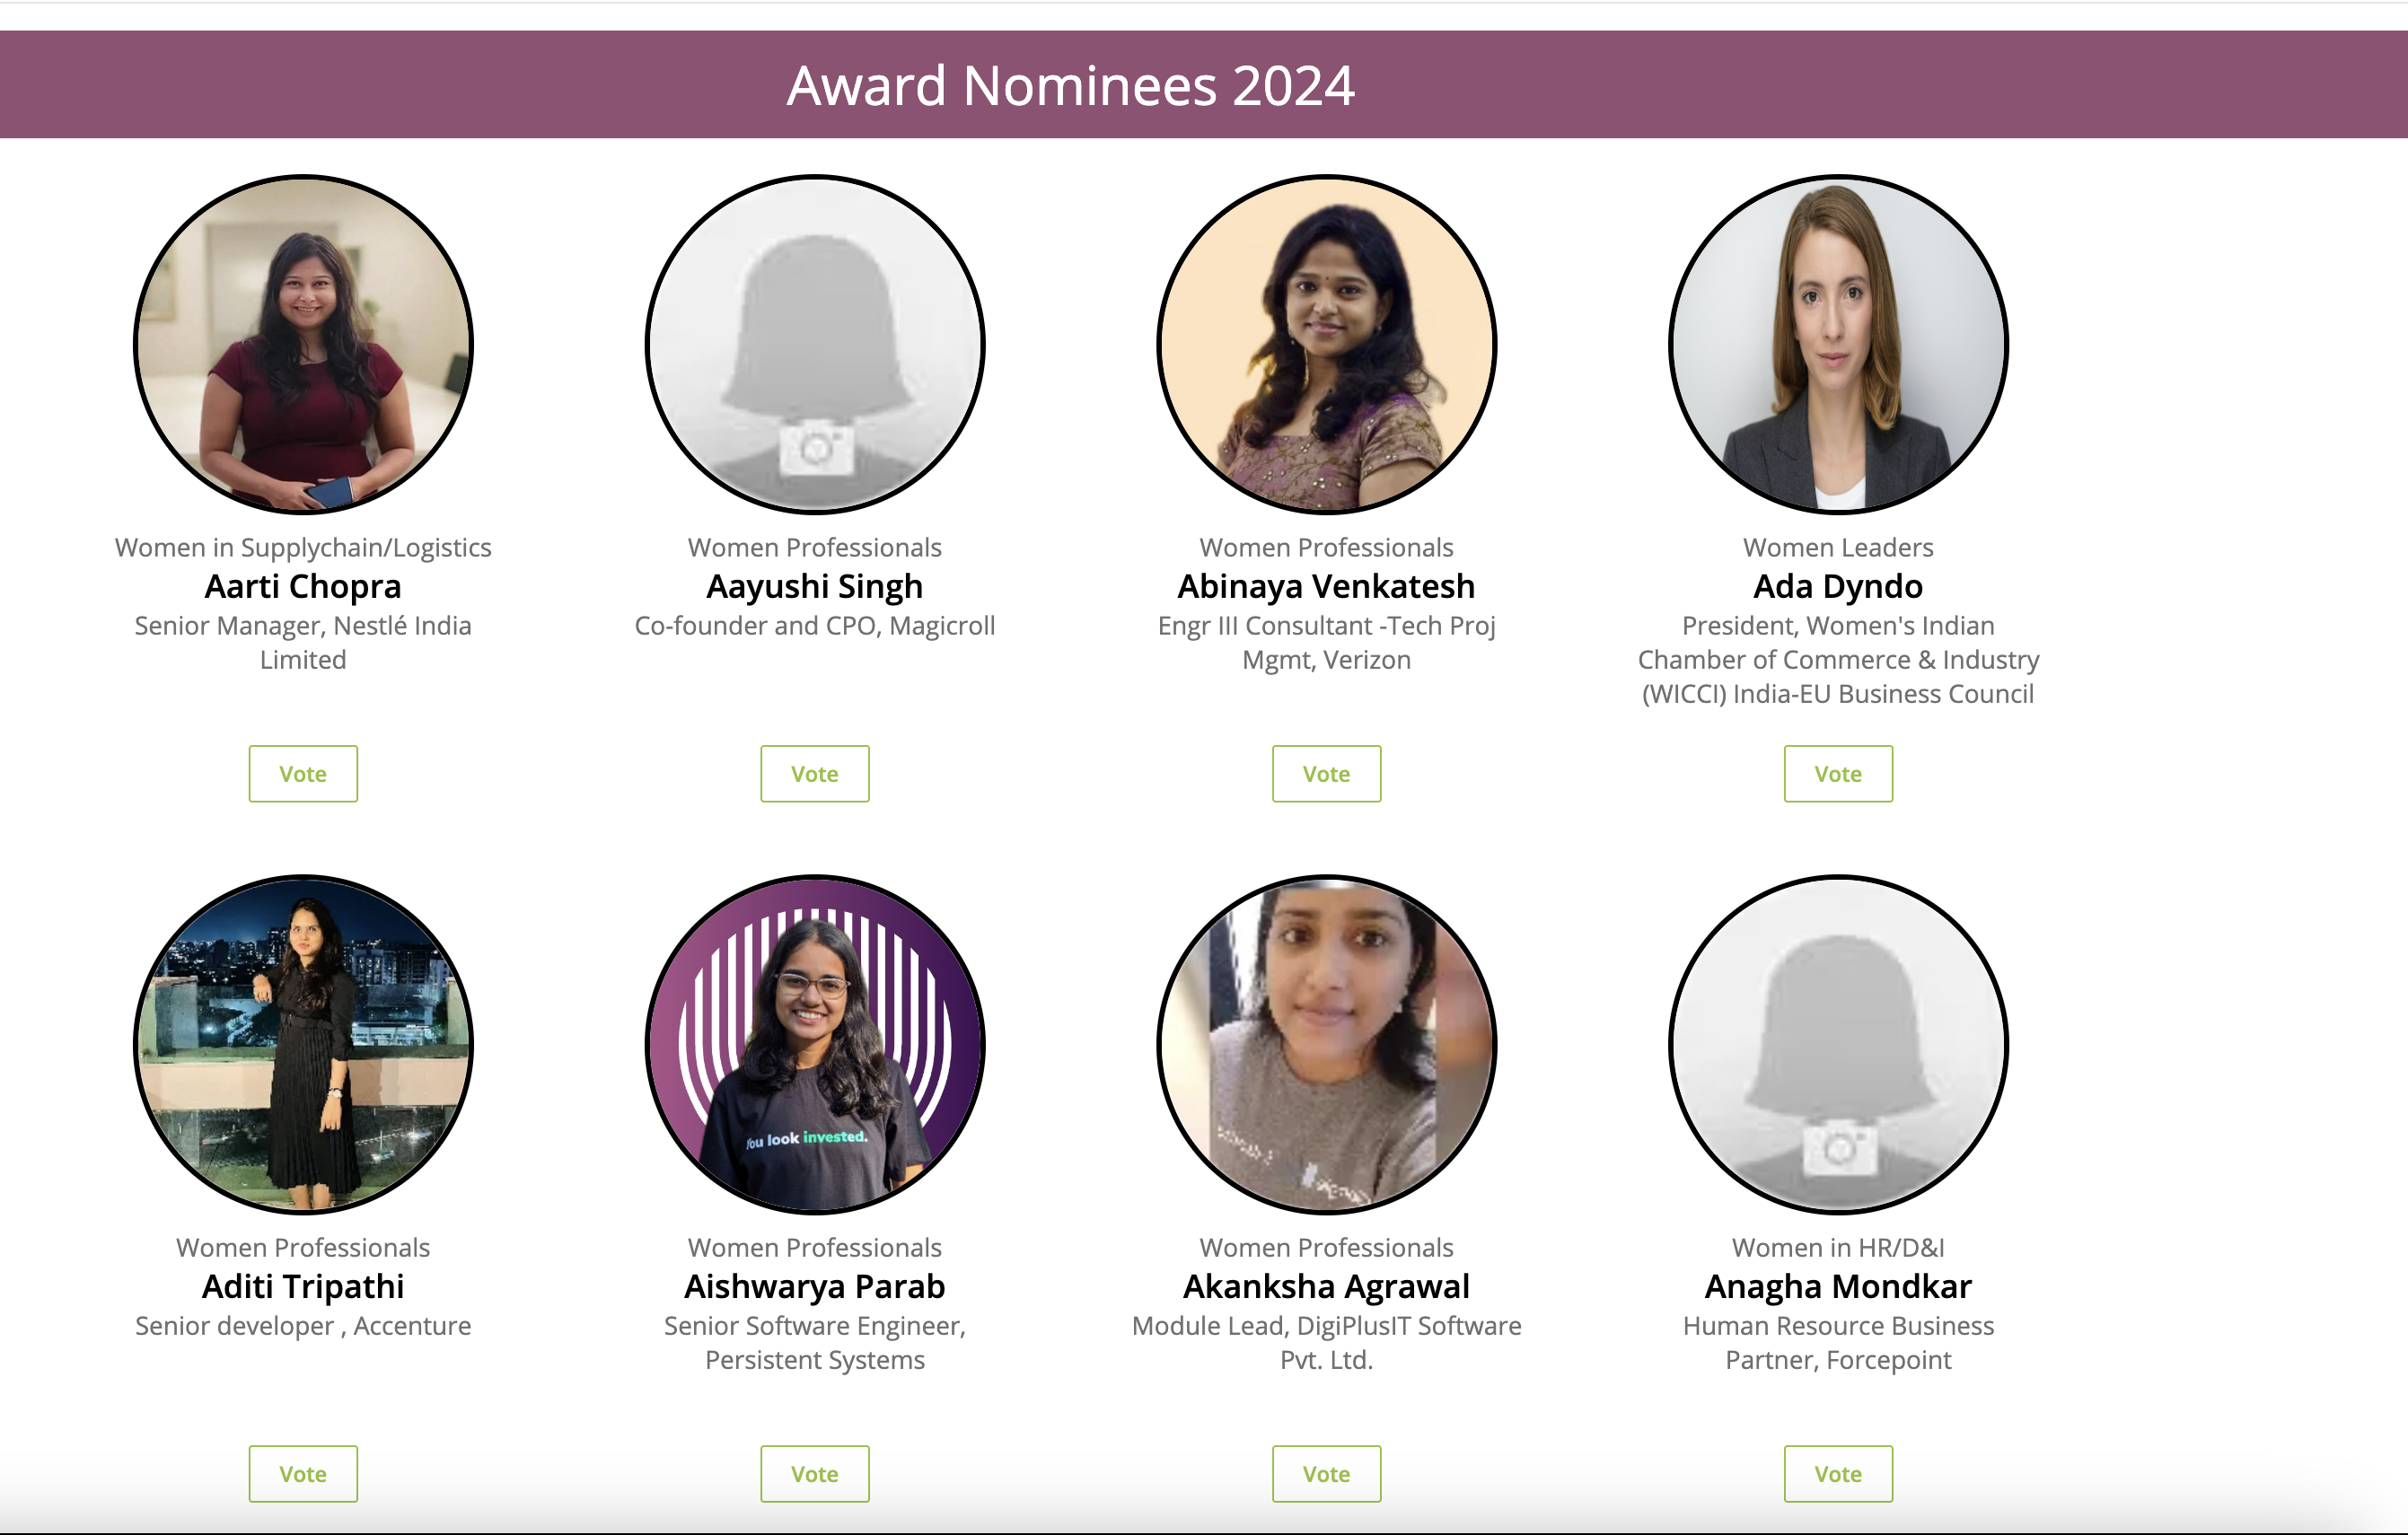 Award Nominees 2024
Women in Supplychain/Logistics
Aarti Chopra
Senior Manager, Nestlé India
Limited
Vote
Women Professionals
Aayushi Singh
Co-founder and CPO, Magicroll
Vote
Women Professionals
Abinaya Venkatesh
Engr III Consultant -Tech Proj
Mgmt, Verizon
Vote
Women Leaders
Ada Dyndo
President, Women's Indian
Chamber of Commerce & Industry
(WICCI) India-EU Business Council
Vote
Women Professionals
Aditi Tripathi
Senior developer , Accenture
Vote
You look invested.
Women Professionals
Aishwarya Parab
Senior Software Engineer,
Persistent Systems
Vote
Women Professionals
Akanksha Agrawal
Module Lead, DigiPlusIT Software
Pvt. Ltd.
Vote
Women in HR/D&I
Anagha Mondkar
Human Resource Business
Partner, Forcepoint
Vote